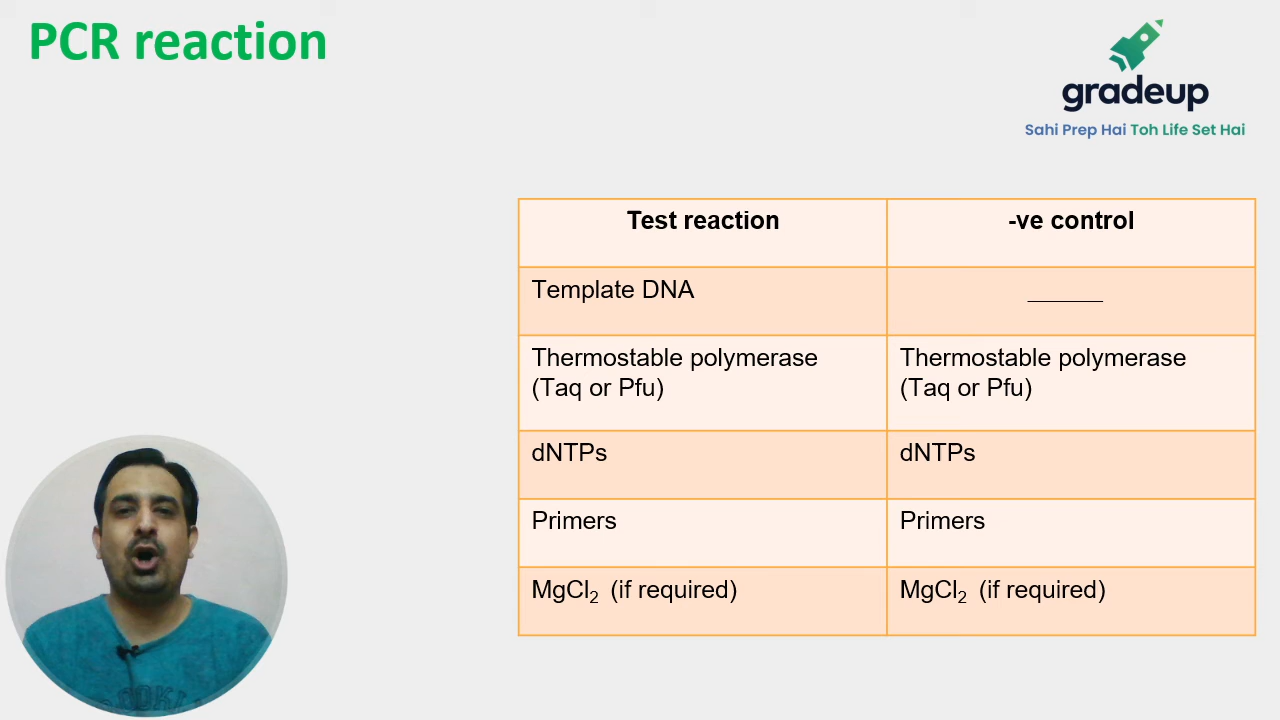 PCR reaction
gradeup
Sahi Prep Hai Toh Life Set Hai
Test reaction -ve control
Template DNA ______
Thermostable polymerase Thermostable polymerase
(Taq or Pfu) (Taq or Pfu)
dNTPs dNTPs
Primers Primers
MgCl₂ (if required) MgCl₂ (if required)